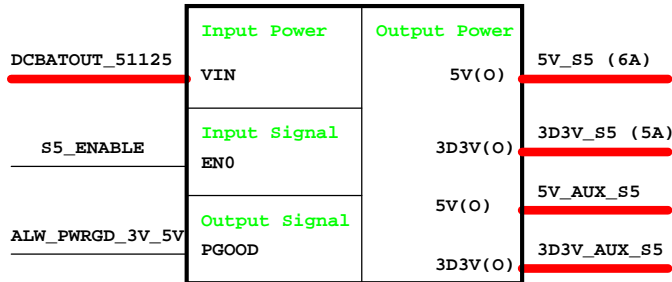 Input Power
Output Power
DCBATOUT_51125
VIN
5V(O)
5V_S5 (6A)
Input Signal
S5_ENABLE
EN0
3D3V(O)
3D3V_S5 (5A)
5V(O)
5V_AUX_S5
Output Signal
ALW_PWRGD_3V_5V
PGOOD
3D3V(O)
3D3V_AUX_S5